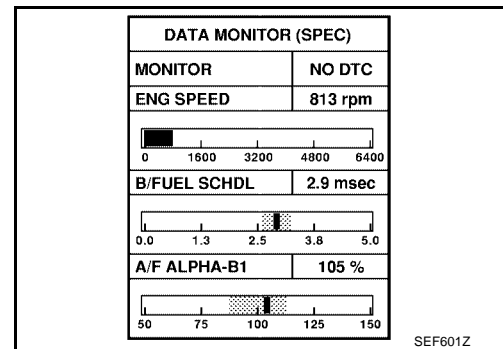 DATA MONITOR (SPEC)
MONITOR NO DTC
ENG SPEED 813 rpm
0 1600 3200 4800 6400
B/FUEL SCHDL 2.9 msec
0.0 1.3 2.5 3.8 5.0
A/F ALPHA-B1 105 %
50 75 100 125 150
SEF601Z